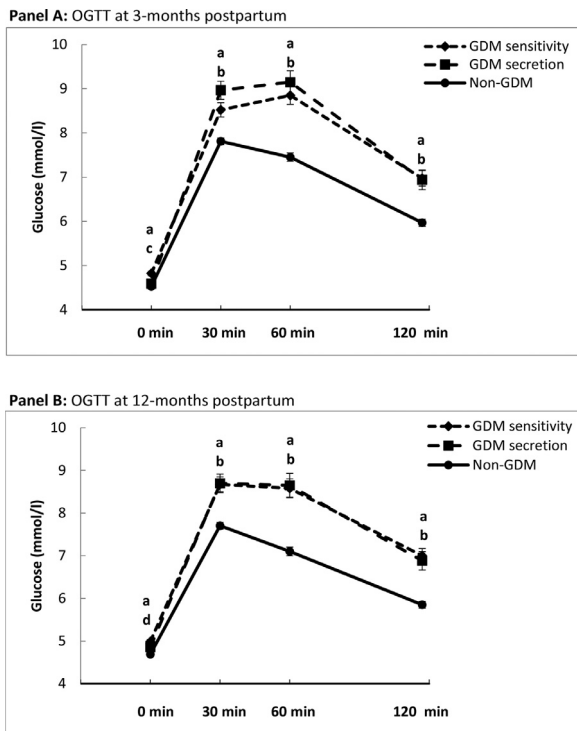 Panel A: OGTT at 3-months postpartum
GDM sensitivity
GDM secretion
Non-GDM
Glucose (mmol/l)
10
9
8
7
6
5
4
a
c
a
b
a
b
a
b
0 min 30 min 60 min 120 min
Panel B: OGTT at 12-months postpartum
GDM sensitivity
GDM secretion
Non-GDM
Glucose (mmol/l)
10
9
8
7
6
5
4
a
d
a
b
a
b
a
b
0 min 30 min 60 min 120 min